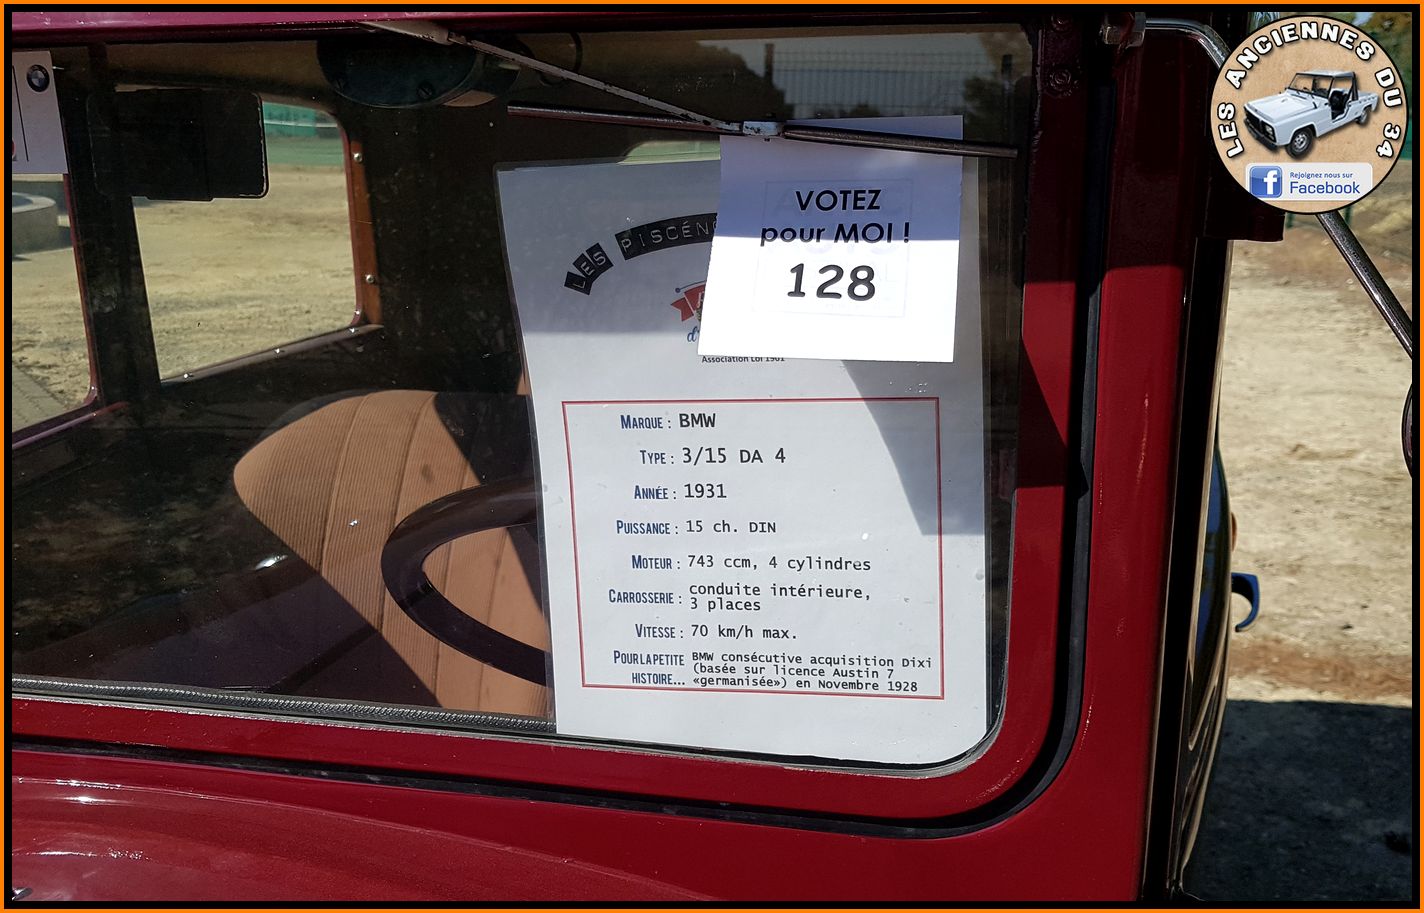 LES ANCIENNES DU 34
Rejoignez nous sur
Facebook
VOTEZ
pour MOI !
128
LES PISCÉN
Association Loi 1901
MARQUE : BMW
TYPE : 3/15 DA 4
ANNÉE : 1931
PUISSANCE : 15 ch. DIN
MOTEUR : 743 ccm, 4 cylindres
CARROSSERIE : conduite intérieure,
3 places
VITESSE : 70 km/h max.
POUR LA PETITE BMW consécutive acquisition Dixi
(basée sur licence Austin 7
HISTOIRE... «germanisée») en Novembre 1928